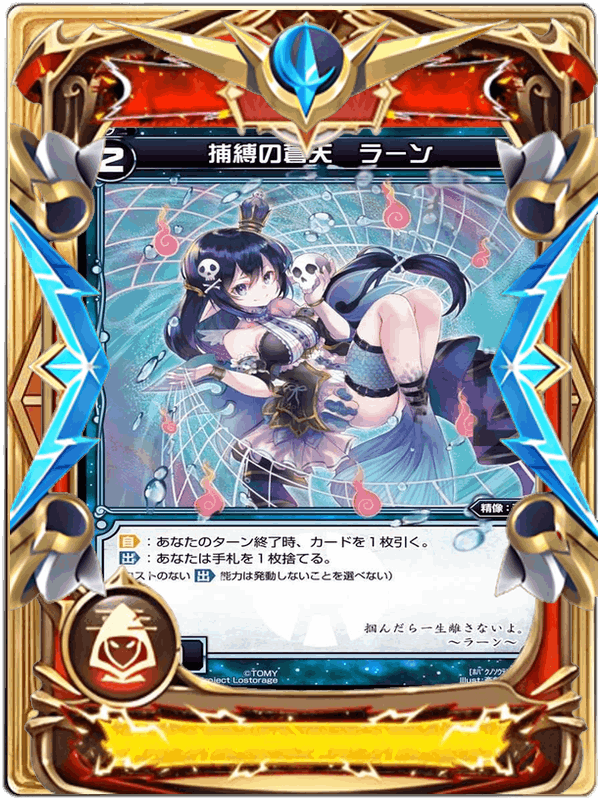 2
捕縛の蒼天 ラーン
精像:
自:あなたのターン終了時、カードを1枚引く。
出:あなたは手札を1枚捨てる。
ストのない 出 能力は発動しないことを選べない)
掴んだら一生離さないよ。
~ラーン~
©TOMY
roject Lostorage
Illust: